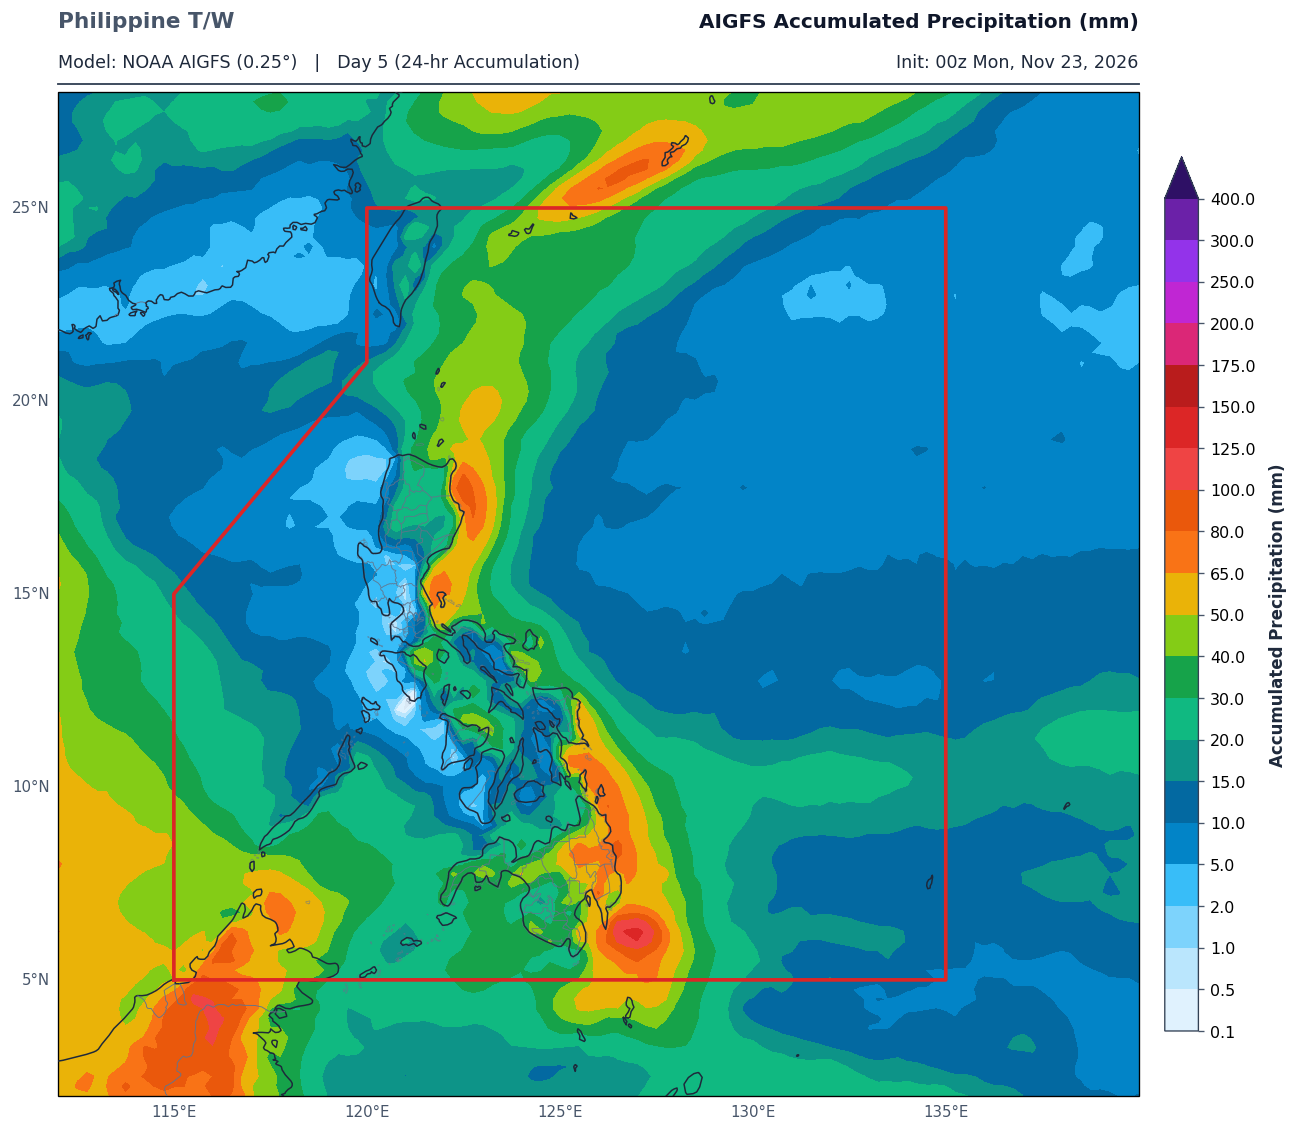 Philippine T/W
AIGFS Accumulated Precipitation (mm)
Model: NOAA AIGFS (0.25°)   |   Day 5 (24-hr Accumulation)
Init: 00z Mon, Nov 23, 2026
25°N
20°N
15°N
10°N
5°N
115°E
120°E
125°E
130°E
135°E
400.0
300.0
250.0
200.0
175.0
150.0
125.0
100.0
80.0
65.0
50.0
40.0
30.0
20.0
15.0
10.0
5.0
2.0
1.0
0.5
0.1
Accumulated Precipitation (mm)